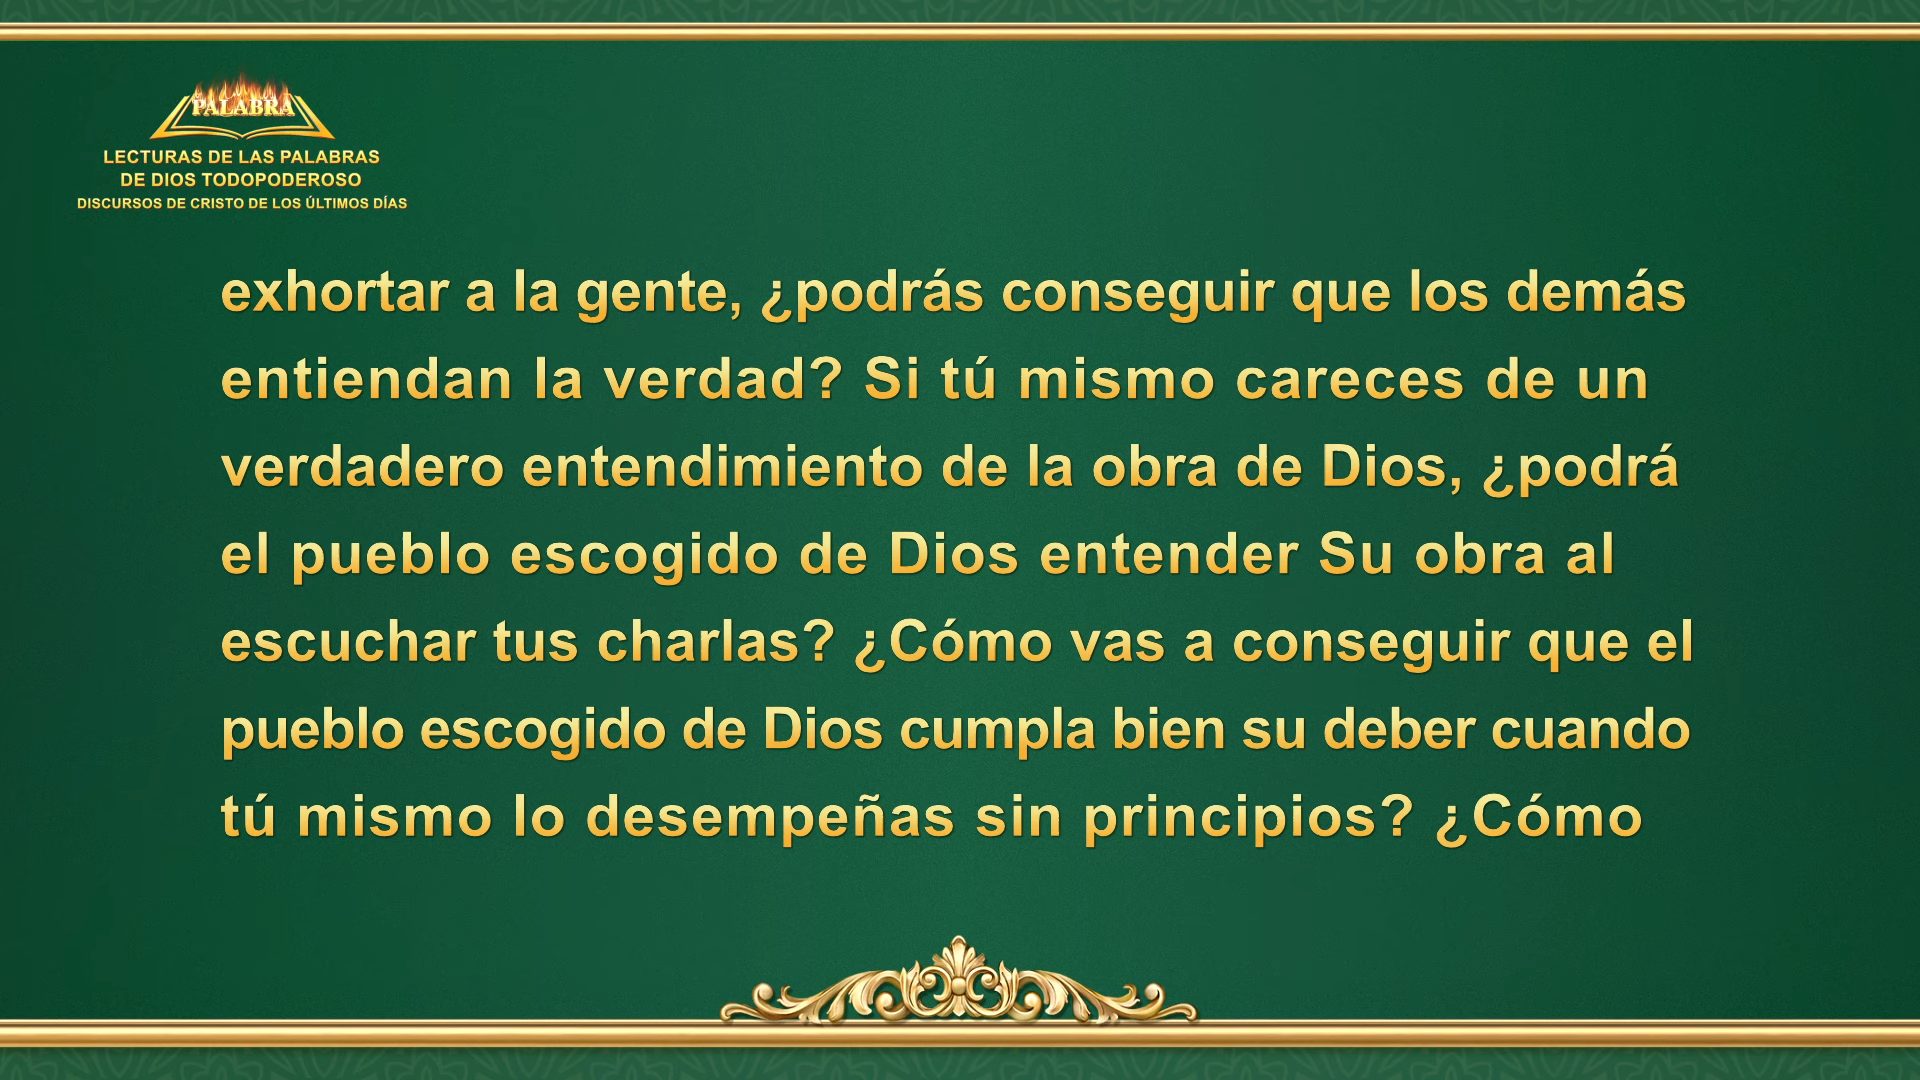 PALABRA
LECTURAS DE LAS PALABRAS
DE DIOS TODOPODEROSO
DISCURSOS DE CRISTO DE LOS ÚLTIMOS DÍAS
exhortar a la gente, ¿podrás conseguir que los demás
entiendan la verdad? Si tú mismo careces de un
verdadero entendimiento de la obra de Dios, ¿podrá
el pueblo escogido de Dios entender Su obra al
escuchar tus charlas? ¿Cómo vas a conseguir que el
pueblo escogido de Dios cumpla bien su deber cuando
tú mismo lo desempeñas sin principios? ¿Cómo